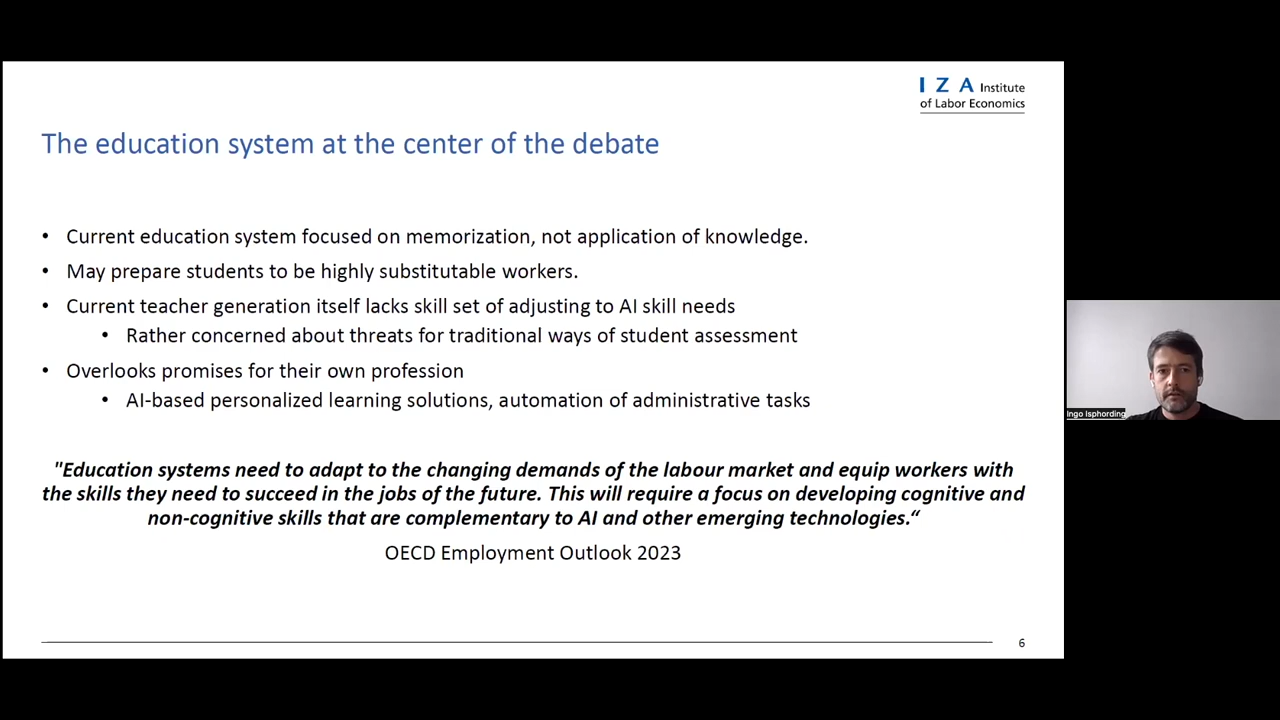 I Z A Institute
of Labor Economics
The education system at the center of the debate
• Current education system focused on memorization, not application of knowledge.
• May prepare students to be highly substitutable workers.
• Current teacher generation itself lacks skill set of adjusting to AI skill needs
• Rather concerned about threats for traditional ways of student assessment
• Overlooks promises for their own profession
• AI-based personalized learning solutions, automation of administrative tasks
"Education systems need to adapt to the changing demands of the labour market and equip workers with
the skills they need to succeed in the jobs of the future. This will require a focus on developing cognitive and
non-cognitive skills that are complementary to AI and other emerging technologies.“
OECD Employment Outlook 2023
6
Ingo Isphording